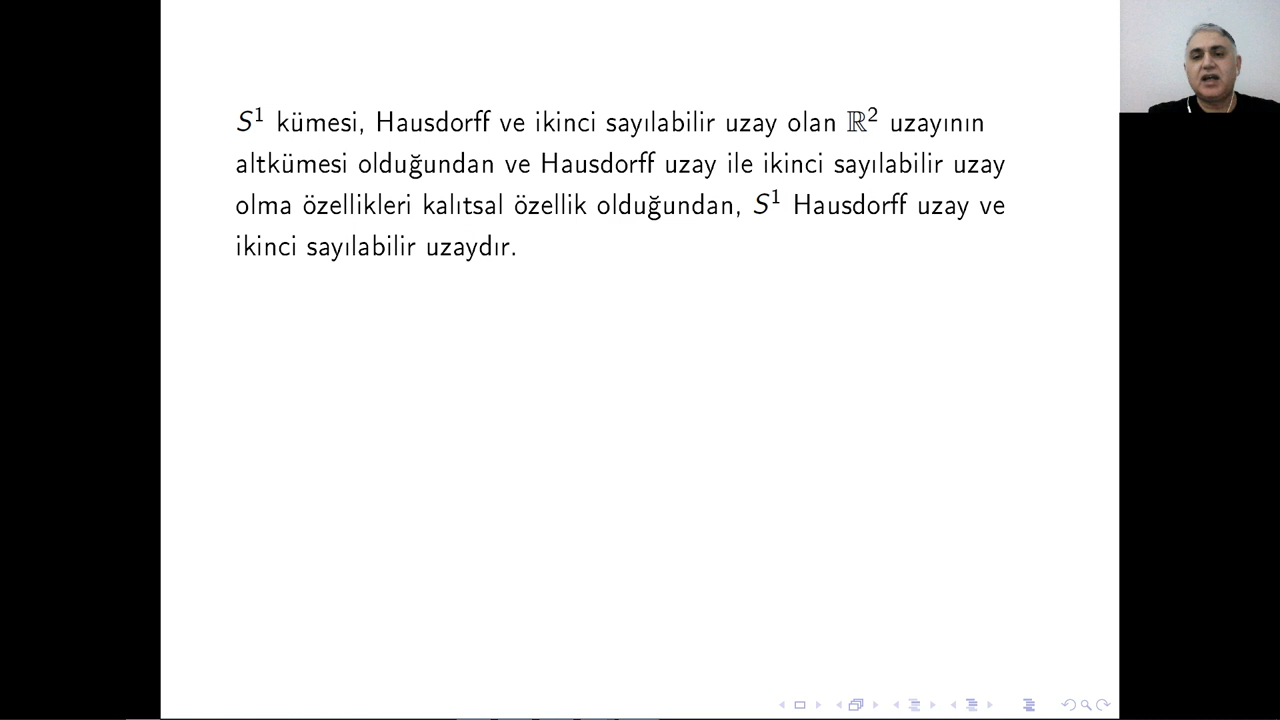 S¹ kümesi, Hausdorff ve ikinci sayılabilir uzay olan ℝ² uzayının
altkümesi olduğundan ve Hausdorff uzay ile ikinci sayılabilir uzay
olma özellikleri kalıtsal özellik olduğundan, S¹ Hausdorff uzay ve
ikinci sayılabilir uzaydır.